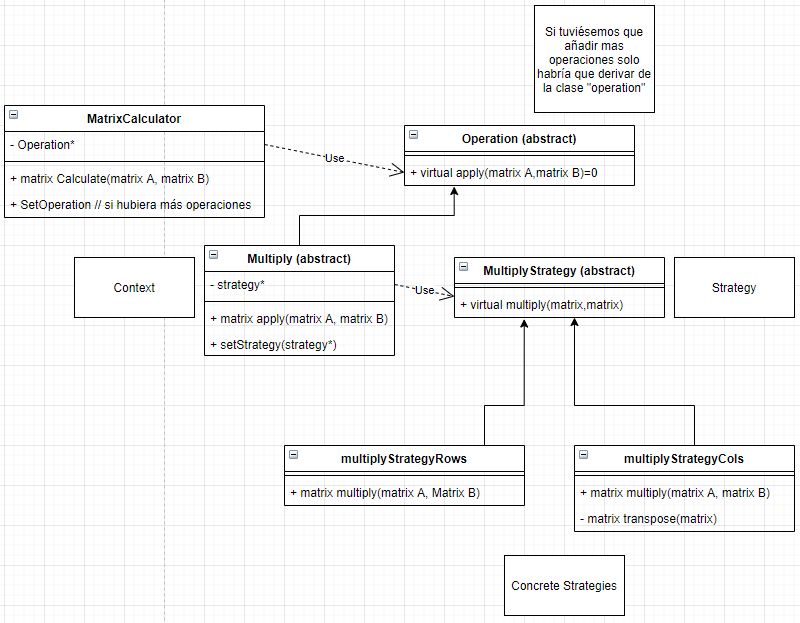 Si tuviésemos que
añadir mas
operaciones solo
habría que derivar de
la clase "operation"
MatrixCalculator
- Operation*
+ matrix Calculate(matrix A, matrix B)
+ SetOperation // si hubiera más operaciones
Use
Operation (abstract)
+ virtual apply(matrix A,matrix B)=0
Context
Multiply (abstract)
- strategy*
+ matrix apply(matrix A, matrix B)
+ setStrategy(strategy*)
Use
MultiplyStrategy (abstract)
+ virtual multiply(matrix,matrix)
Strategy
multiplyStrategyRows
+ matrix multiply(matrix A, Matrix B)
multiplyStrategyCols
+ matrix multiply(matrix A, matrix B)
- matrix transpose(matrix)
Concrete Strategies